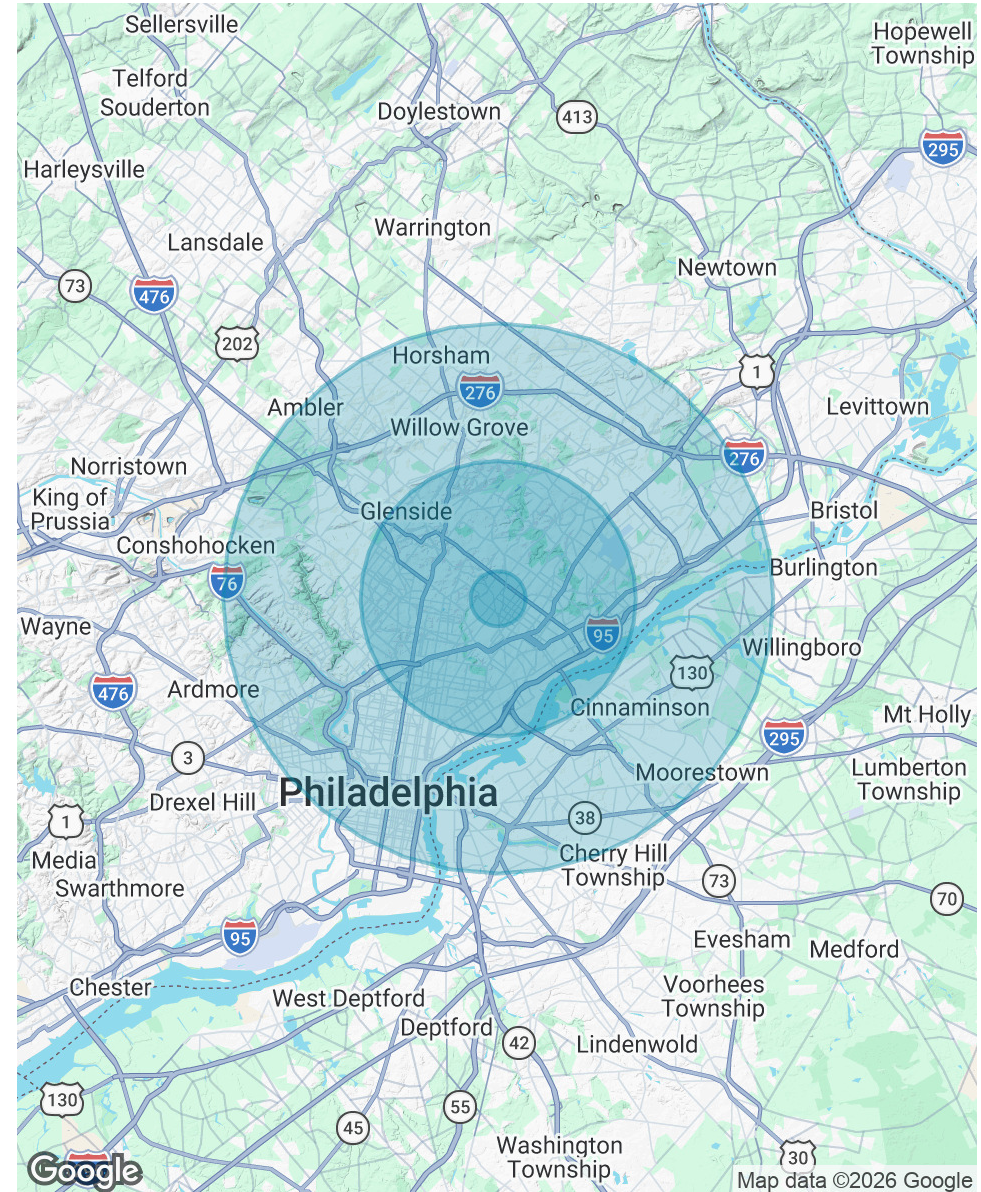 Sellersville
Hopewell
Township
Telford
Souderton
Doylestown
413
295
Harleysville
Warrington
Lansdale
Newtown
73
476
202
Horsham
1
276
Ambler
Levittown
Willow Grove
276
Norristown
King of
Prussia
Glenside
Bristol
Conshohocken
Burlington
76
Wayne
95
Willingboro
130
476
Ardmore
Cinnaminson
Mt Holly
295
3
Moorestown
Lumberton
Township
Philadelphia
Drexel Hill
38
1
Media
Cherry Hill
Township
73
Swarthmore
70
95
Evesham
Medford
Chester
West Deptford
Voorhees
Township
Deptford
42
Lindenwold
130
55
45
Washington
Township
30
Google
Map data ©2026 Google